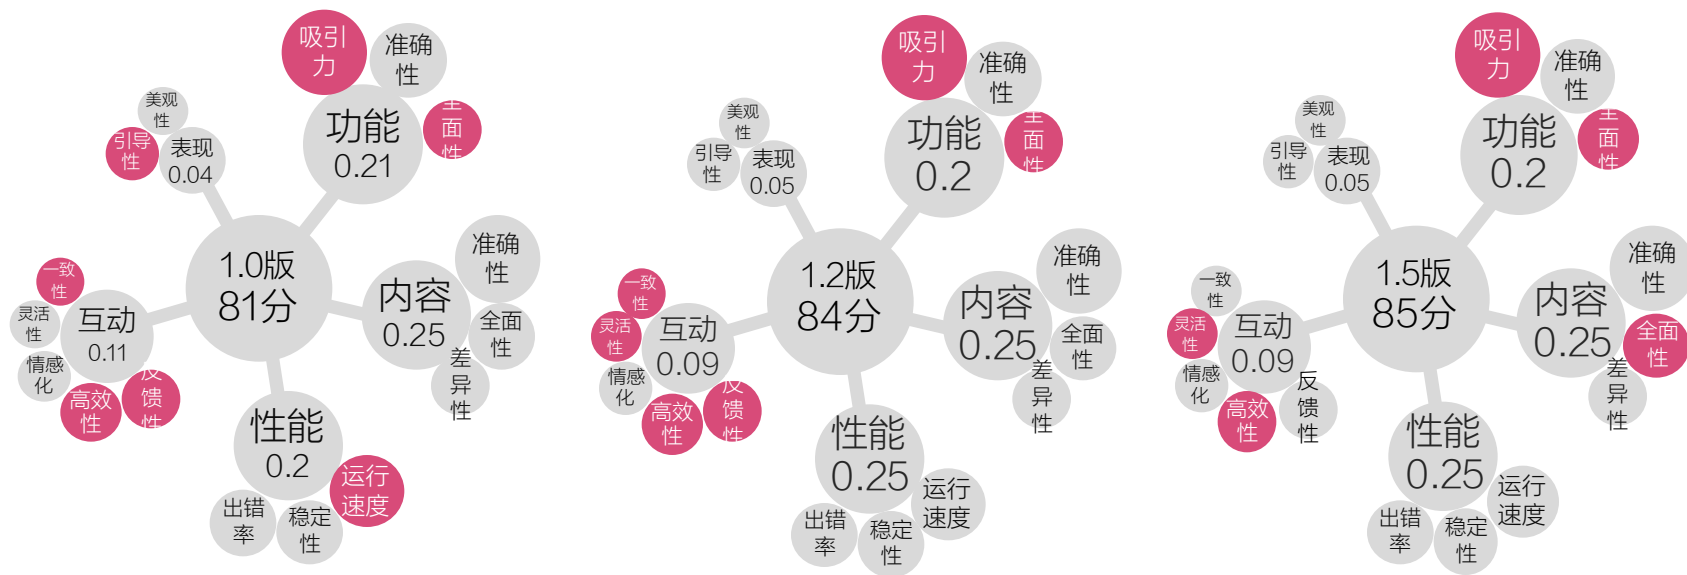 吸引
力
准确
性
全
面
性
功能
0.21
美观
性
引导
性
表现
0.04
1.0版
81分
准确
性
内容
0.25
全面
性
差
异
性
一致
性
灵活
性
互动
0.11
情感
化
高效
性
反
馈
性
性能
0.2
运行
速度
出错
率
稳定
性
吸引
力
准确
性
全
面
性
功能
0.2
美观
性
引导
性
表现
0.05
1.2版
84分
准确
性
内容
0.25
全面
性
差
异
性
一致
性
灵活
性
互动
0.09
情感
化
高效
性
反
馈
性
性能
0.25
运行
速度
出错
率
稳定
性
吸引
力
准确
性
全
面
性
功能
0.2
美观
性
引导
性
表现
0.05
1.5版
85分
准确
性
内容
0.25
全面
性
差
异
性
一致
性
灵活
性
互动
0.09
情感
化
高效
性
反
馈
性
性能
0.25
运行
速度
出错
率
稳定
性